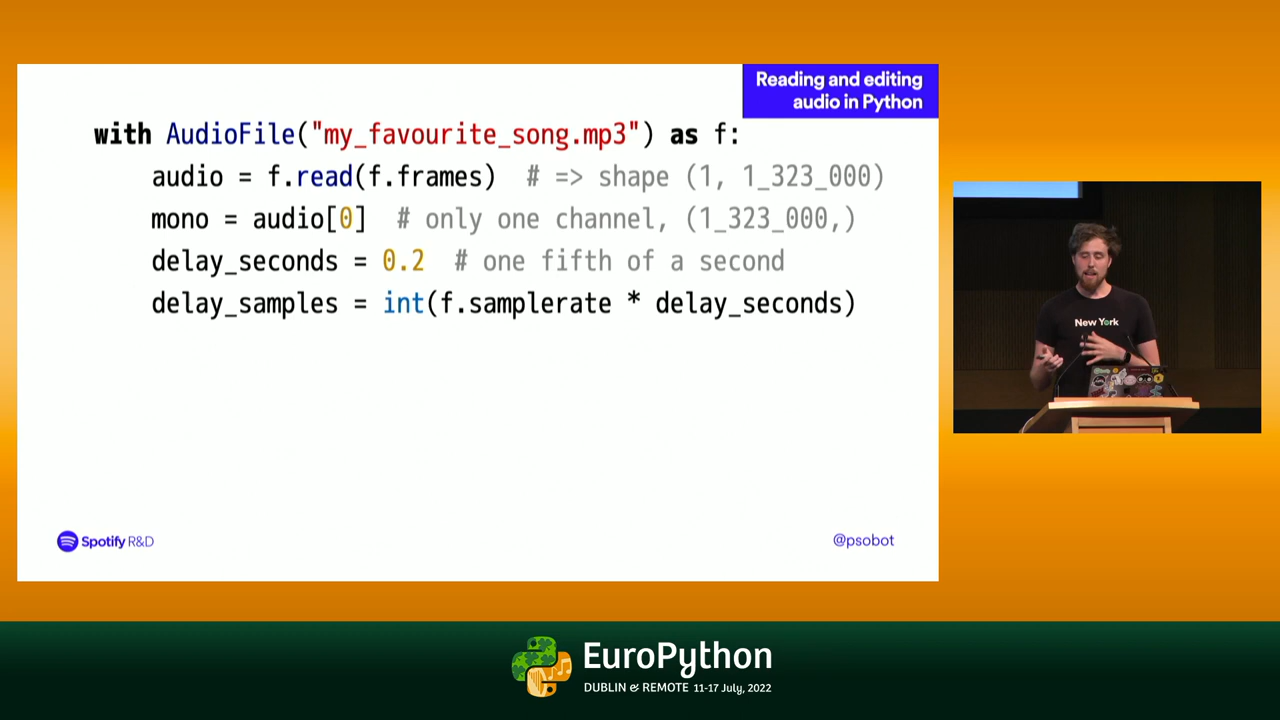 Reading and editing
audio in Python
with AudioFile("my_favourite_song.mp3") as f:
audio = f.read(f.frames)  # => shape (1, 1_323_000)
mono = audio[0]  # only one channel, (1_323_000,)
delay_seconds = 0.2  # one fifth of a second
delay_samples = int(f.samplerate * delay_seconds)
New York
Spotify R&D
@psobot
EuroPython
DUBLIN & REMOTE 11-17 July, 2022